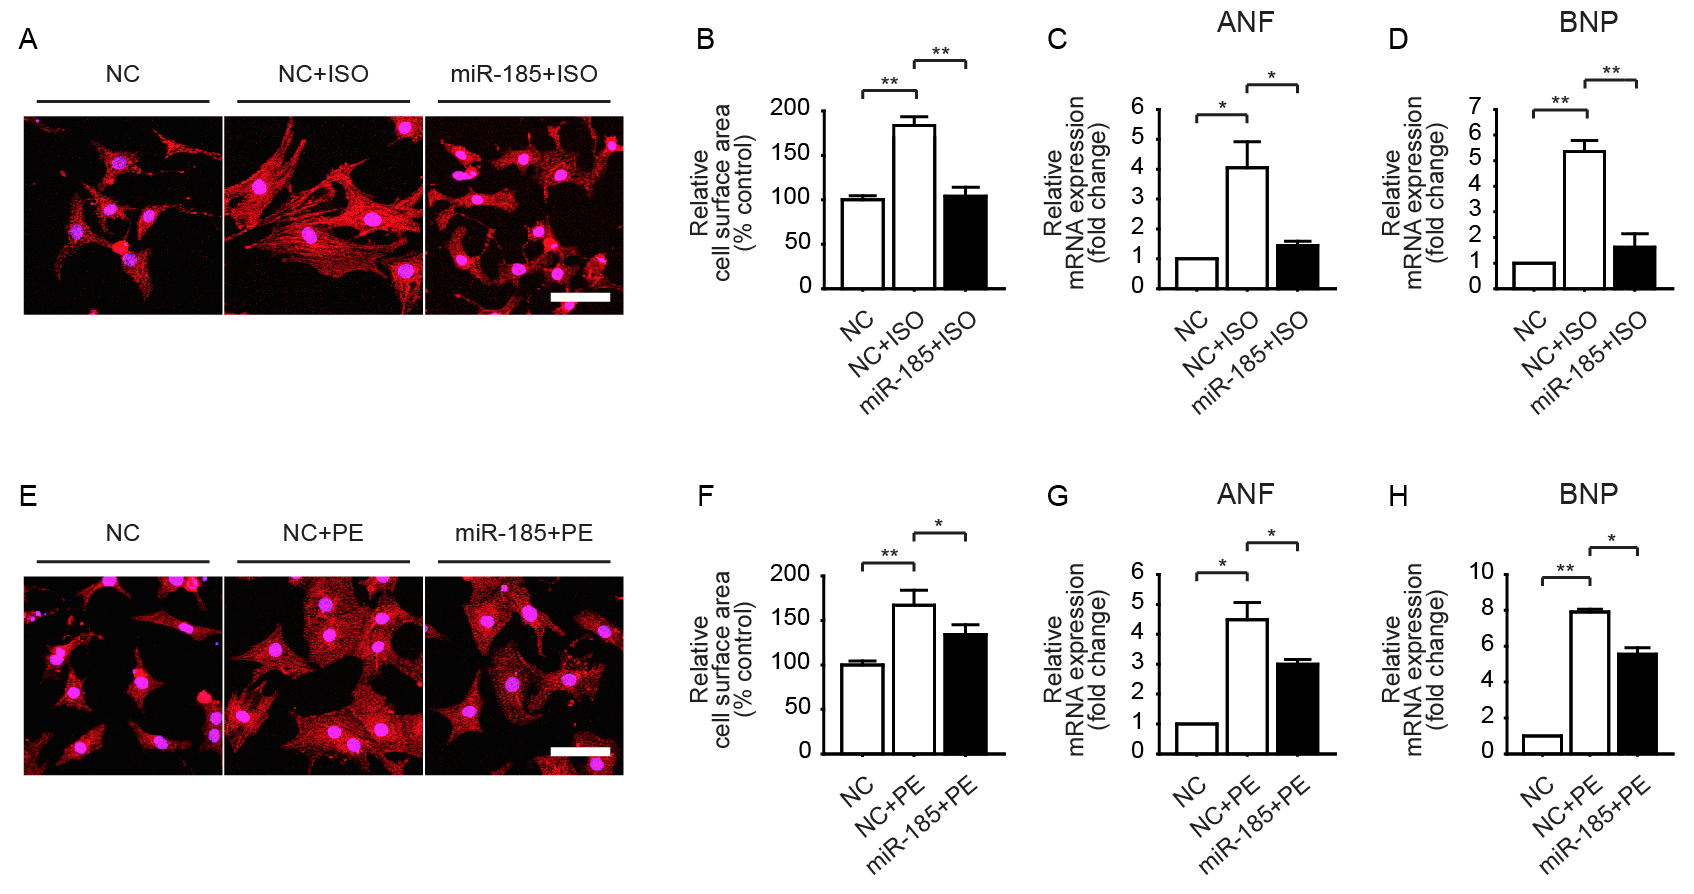 A
NC
NC+ISO
miR-185+ISO
B
**
**
Relative
cell surface area
(% control)
200
150
100
50
0
NC
NC+ISO
miR-185+ISO
C
ANF
*
*
Relative
mRNA expression
(fold change)
6
5
4
3
2
1
0
NC
NC+ISO
miR-185+ISO
D
BNP
**
**
Relative
mRNA expression
(fold change)
7
6
5
4
3
2
1
0
NC
NC+ISO
miR-185+ISO
E
NC
NC+PE
miR-185+PE
F
*
**
Relative
cell surface area
(% control)
200
150
100
50
0
NC
NC+PE
miR-185+PE
G
ANF
*
*
Relative
mRNA expression
(fold change)
6
5
4
3
2
1
0
NC
NC+PE
miR-185+PE
H
BNP
*
**
Relative
mRNA expression
(fold change)
10
8
6
4
2
0
NC
NC+PE
miR-185+PE